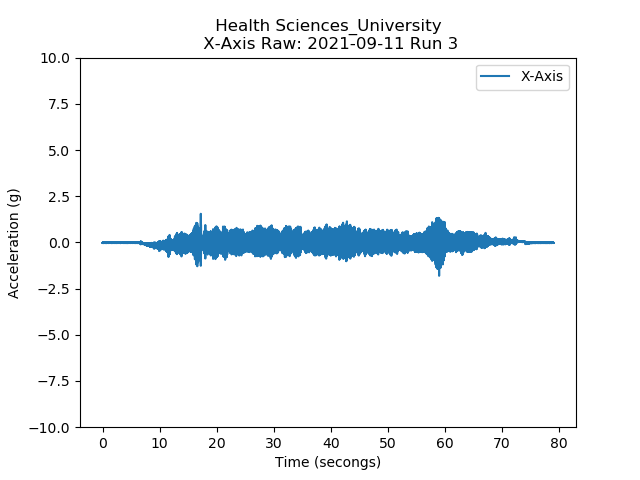 Health Sciences_University
X-Axis Raw: 2021-09-11 Run 3
10.0
7.5
5.0
2.5
0.0
−2.5
−5.0
−7.5
−10.0
Acceleration (g)
X-Axis
0 10 20 30 40 50 60 70 80
Time (secongs)